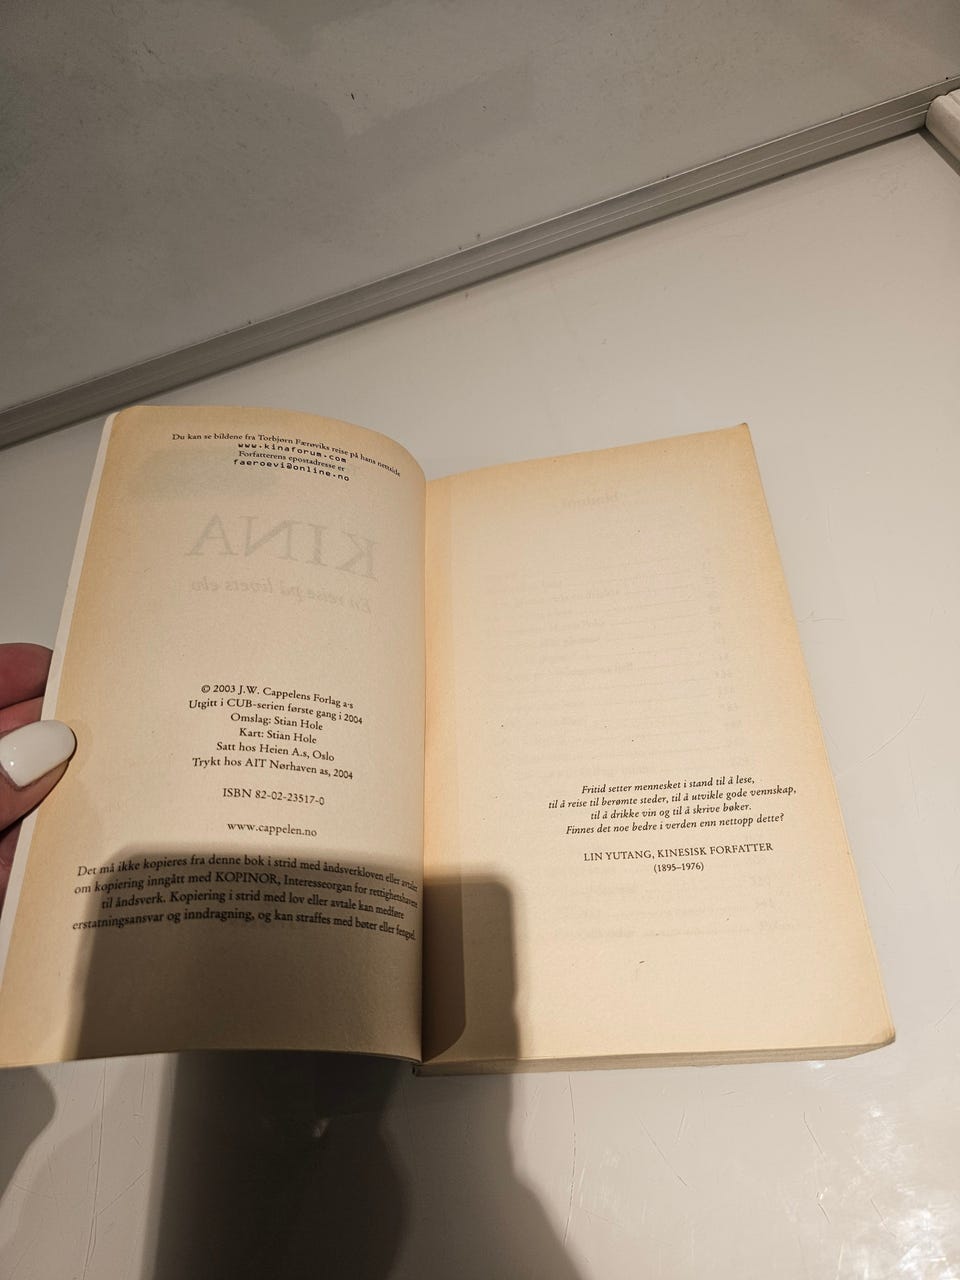 Du kan se bildene fra Torbjørn Færøviks reise på hans nettside
www.kinaforum.com
Forfatterens epostadresse er
faeroevi@online.no
KINA
En reise på livets elv
© 2003 J.W. Cappelens Forlag a·s
Utgitt i CUB-serien første gang i 2004
Omslag: Stian Hole
Kart: Stian Hole
Satt hos Heien A.s, Oslo
Trykt hos AIT Nørhaven as, 2004
ISBN 82-02-23517-0
www.cappelen.no
Det må ikke kopieres fra denne bok i strid med åndsverkloven eller avtaler
om kopiering inngått med KOPINOR, Interesseorgan for rettighetshavere
til åndsverk. Kopiering i strid med lov eller avtale kan medføre
erstatningsansvar og inndragning, og kan straffes med bøter eller fengsel.
Fritid setter mennesket i stand til å lese,
til å reise til berømte steder, til å utvikle gode vennskap,
til å drikke vin og til å skrive bøker.
Finnes det noe bedre i verden enn nettopp dette?
LIN YUTANG, KINESISK FORFATTER
(1895–1976)